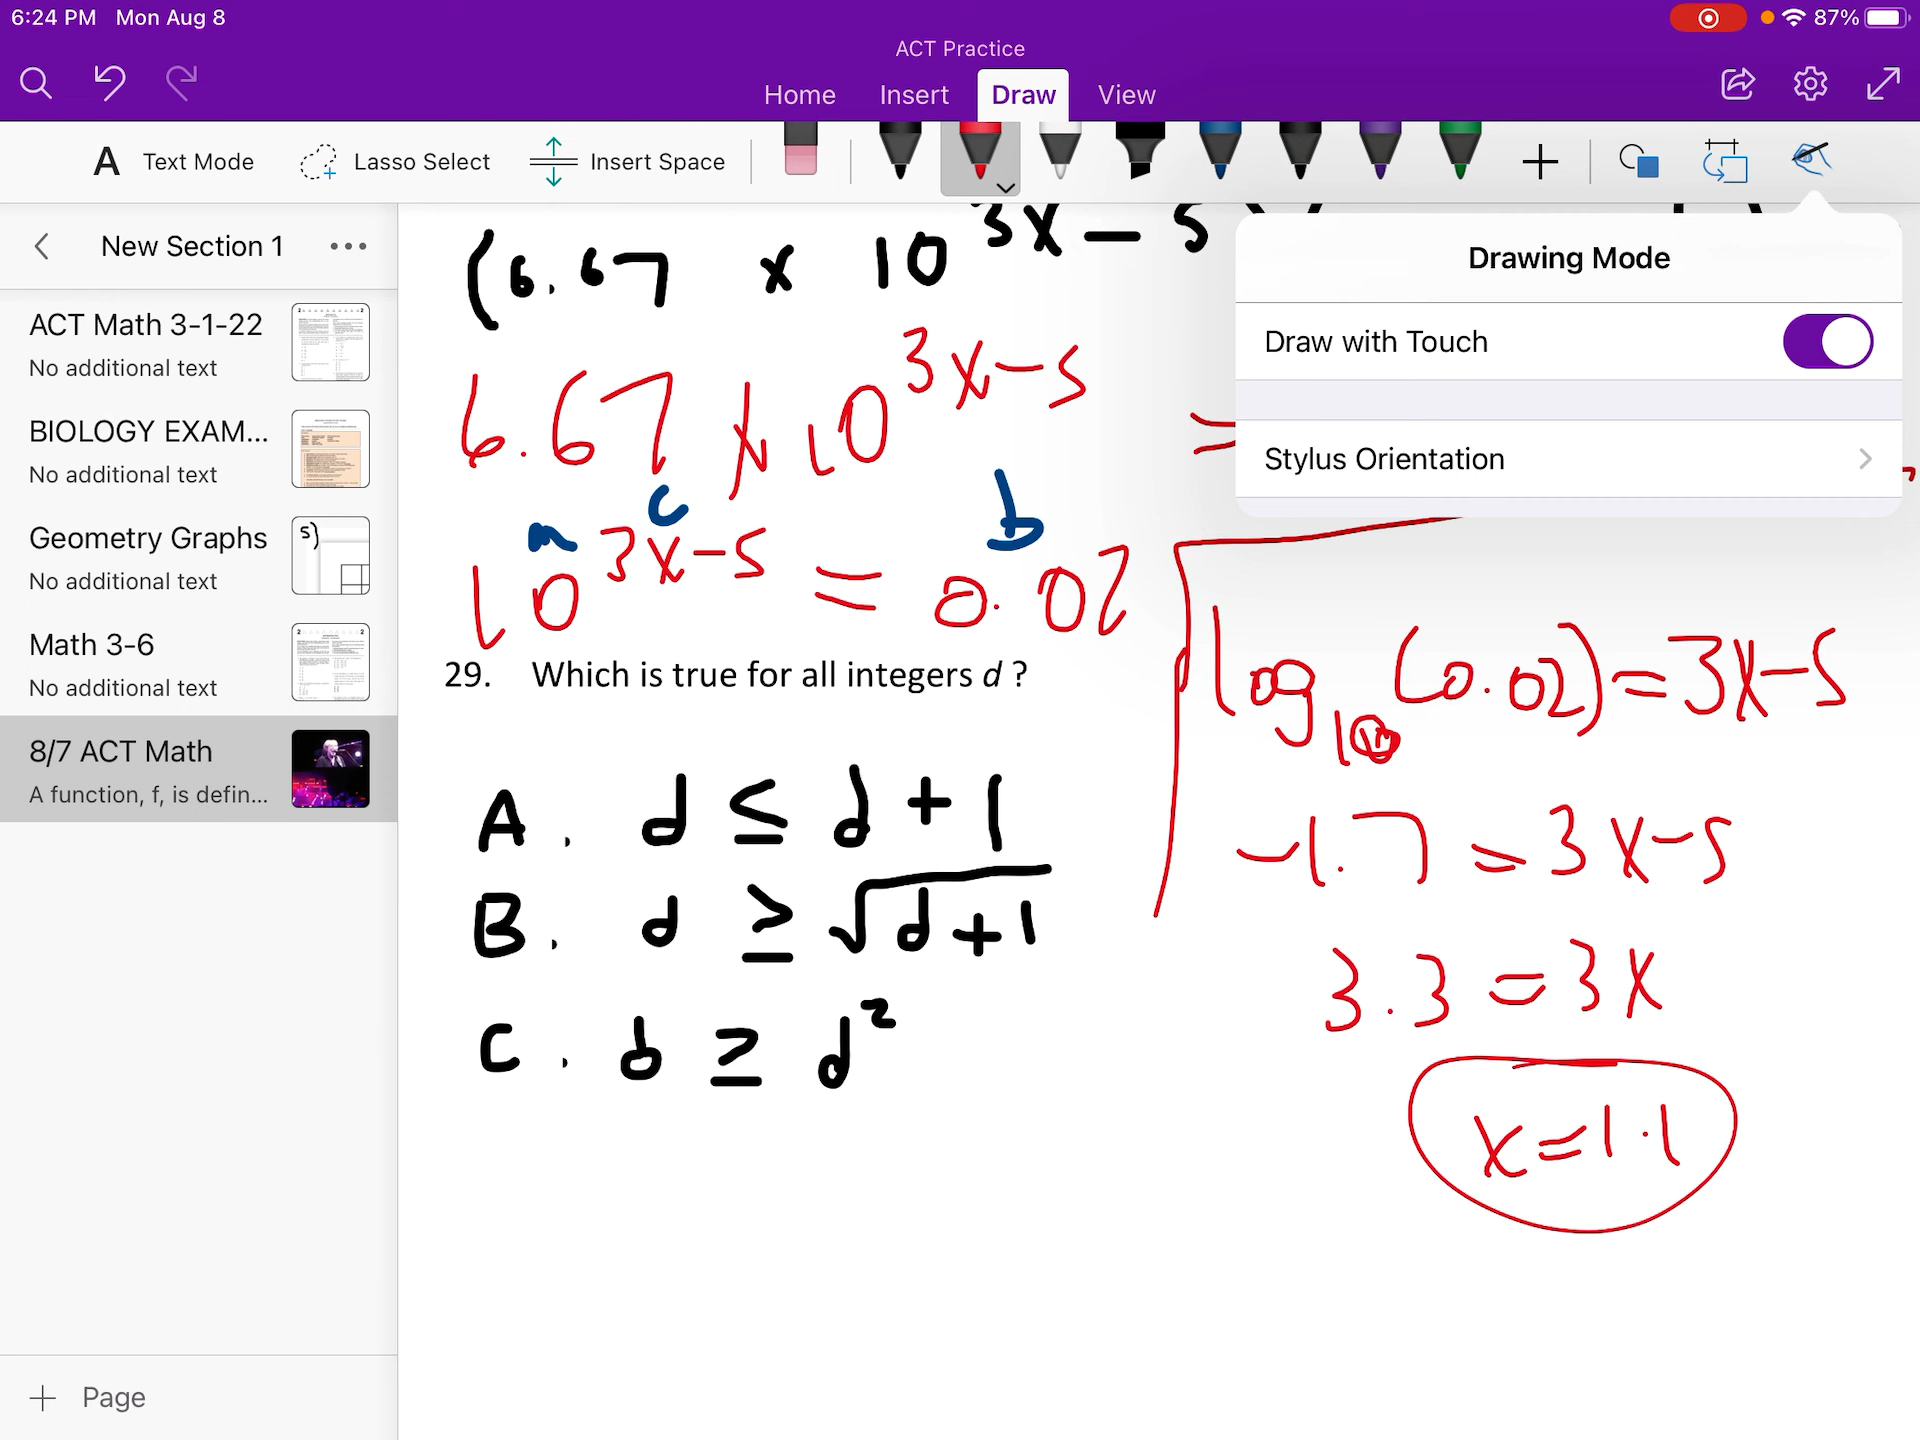 6:24 PM Mon Aug 8
87%
ACT Practice
Home Insert Draw View
A Text Mode Lasso Select Insert Space
New Section 1
ACT Math 3-1-22
No additional text
BIOLOGY EXAM...
No additional text
Geometry Graphs
No additional text
Math 3-6
No additional text
8/7 ACT Math
A function, f, is defin...
+ Page
Drawing Mode
Draw with Touch
Stylus Orientation
(6.67 x 10^3x-5
6.67 x 10^3x-5 =
c b
10^3x-5 = 0.02
29. Which is true for all integers d ?
A. d ≤ d + 1
B. d ≥ √d+1
C. d ≥ d²
log10 (0.02) = 3x-5
-1.7 = 3x-5
3.3 = 3x
x=1.1